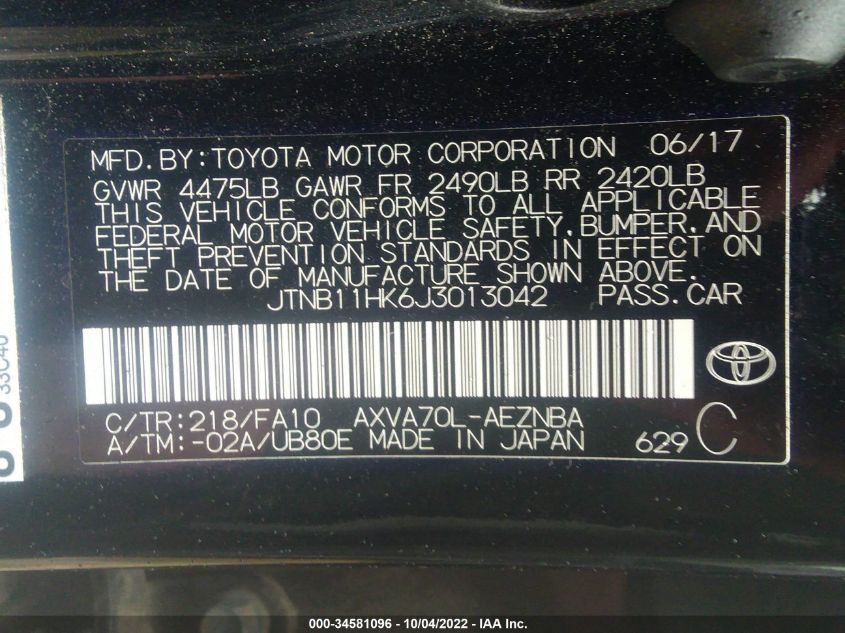 MFD.BY:TOYOTA MOTOR CORPORATION 06/17
GVWR 4475LB GAWR FR 2490LB RR 2420LB
THIS VEHICLE CONFORMS TO ALL APPLICABLE
FEDERAL MOTOR VEHICLE SAFETY,BUMPER,AND
THEFT PREVENTION STANDARDS IN EFFECT ON
THE DATE OF MANUFACTURE SHOWN ABOVE.
JTNB11HK6J3013042 PASS.CAR
C/TR:218/FA10 AXVA70L-AEZNBA
A/TM:-02A/UB80E MADE IN JAPAN 629 C
33C40
000-34581096 - 10/04/2022 - IAA Inc.